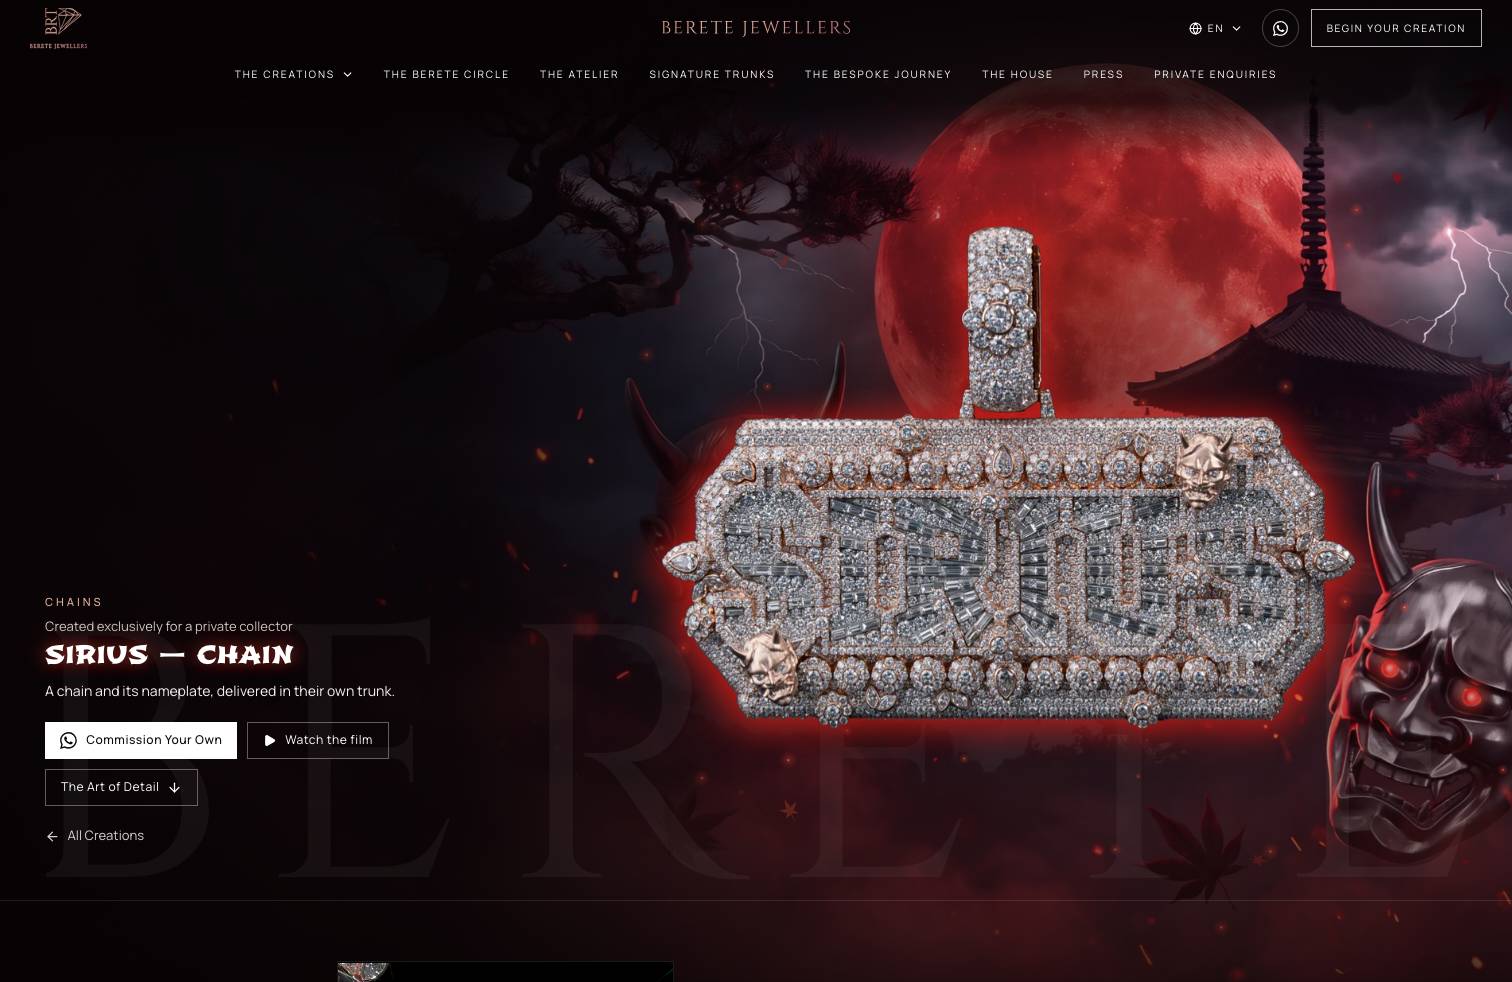 BRT
BERETE JEWELLERS
BERETE JEWELLERS
EN
BEGIN YOUR CREATION
THE CREATIONS
THE BERETE CIRCLE
THE ATELIER
SIGNATURE TRUNKS
THE BESPOKE JOURNEY
THE HOUSE
PRESS
PRIVATE ENQUIRIES
SIRIUS
CHAINS
Created exclusively for a private collector
SIRIUS — CHAIN
A chain and its nameplate, delivered in their own trunk.
Commission Your Own
Watch the film
The Art of Detail
All Creations
BERETE